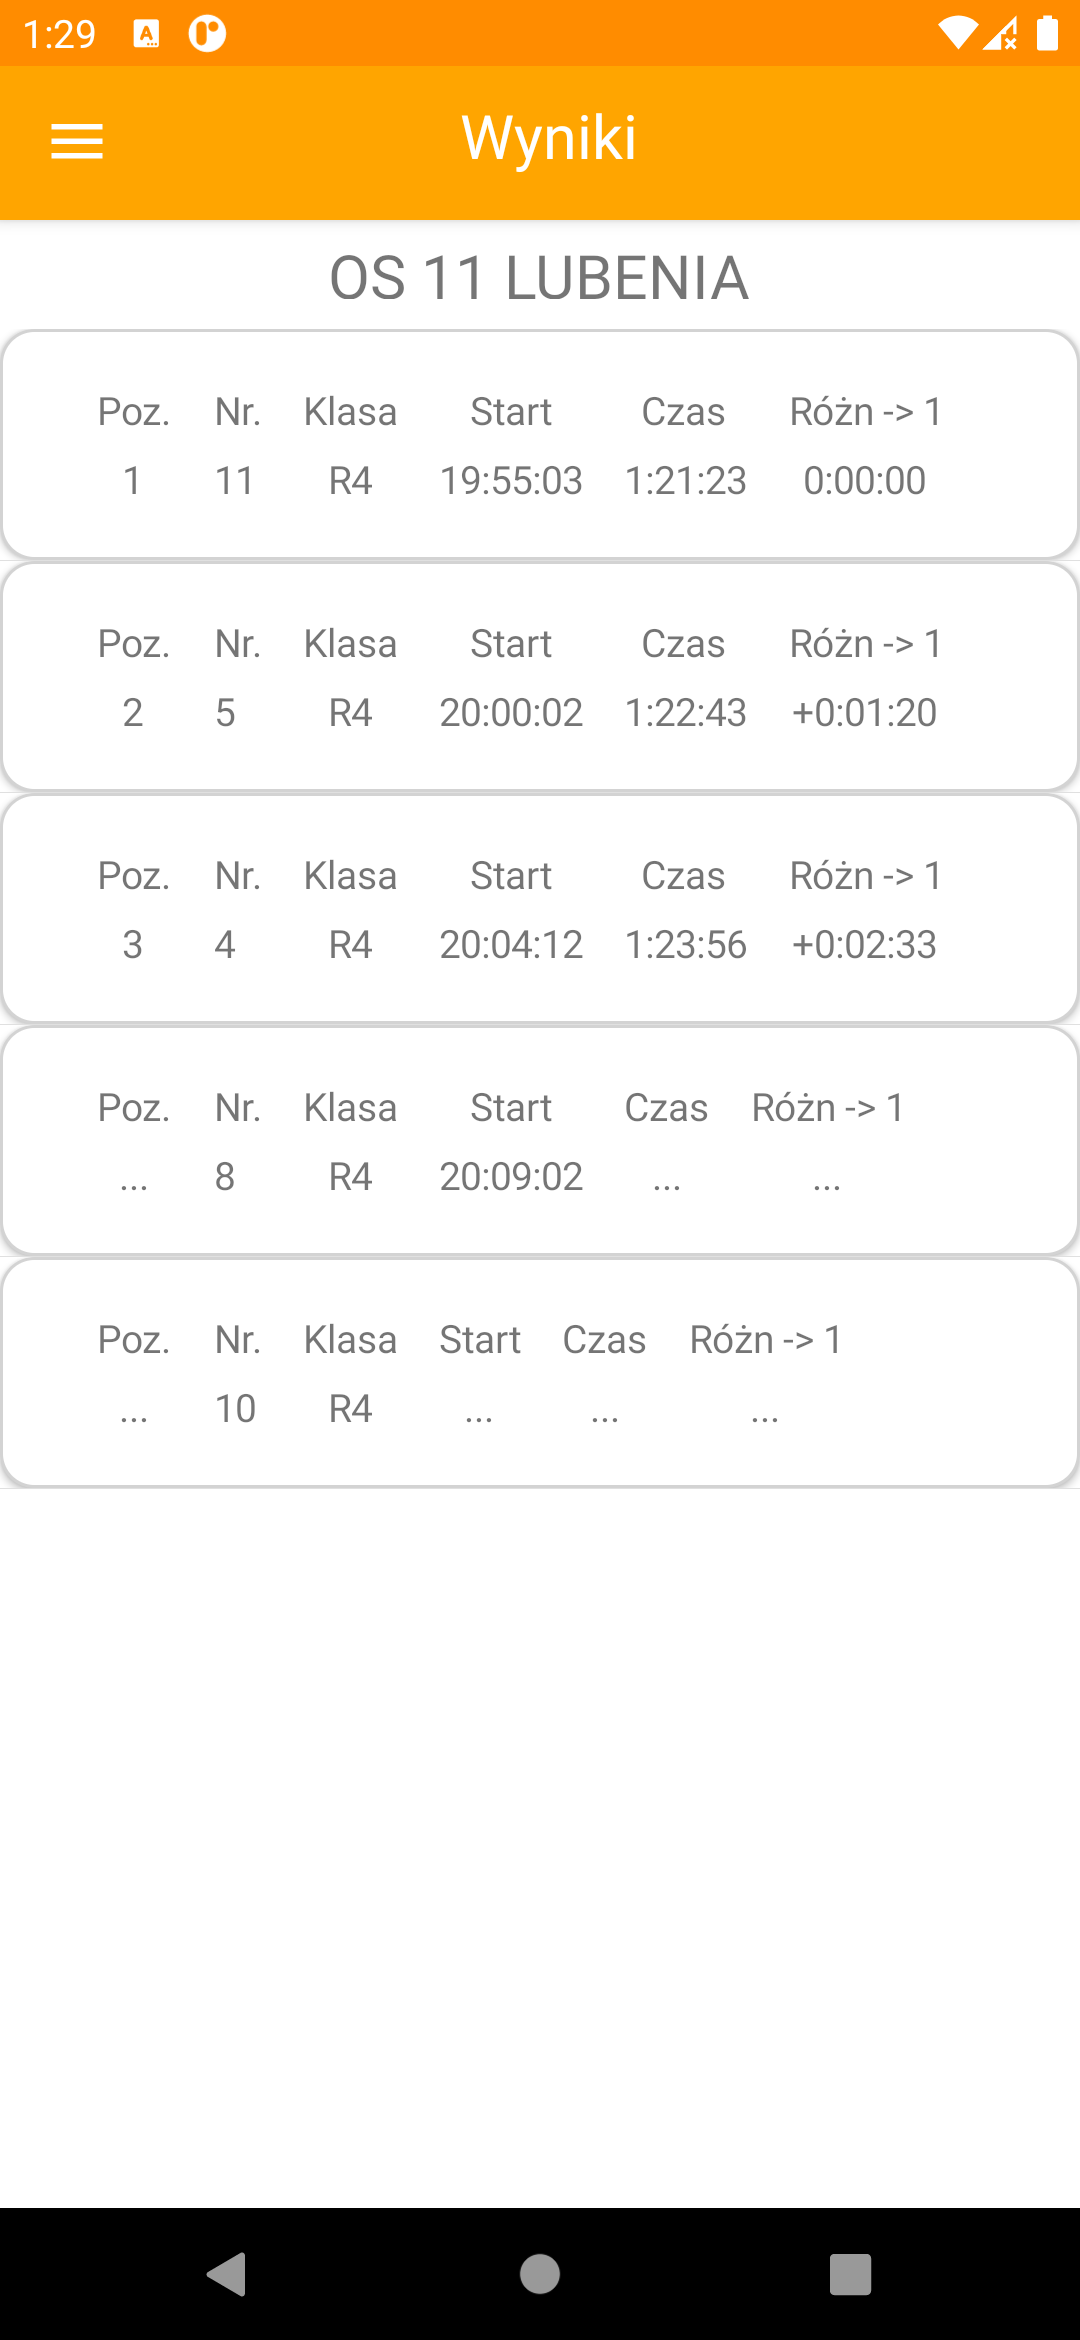 1:29
Wyniki
OS 11 LUBENIA
Poz. Nr. Klasa Start Czas Różn -> 1
1 11 R4 19:55:03 1:21:23 0:00:00
Poz. Nr. Klasa Start Czas Różn -> 1
2 5 R4 20:00:02 1:22:43 +0:01:20
Poz. Nr. Klasa Start Czas Różn -> 1
3 4 R4 20:04:12 1:23:56 +0:02:33
Poz. Nr. Klasa Start Czas Różn -> 1
... 8 R4 20:09:02 ... ...
Poz. Nr. Klasa Start Czas Różn -> 1
... 10 R4 ... ... ...